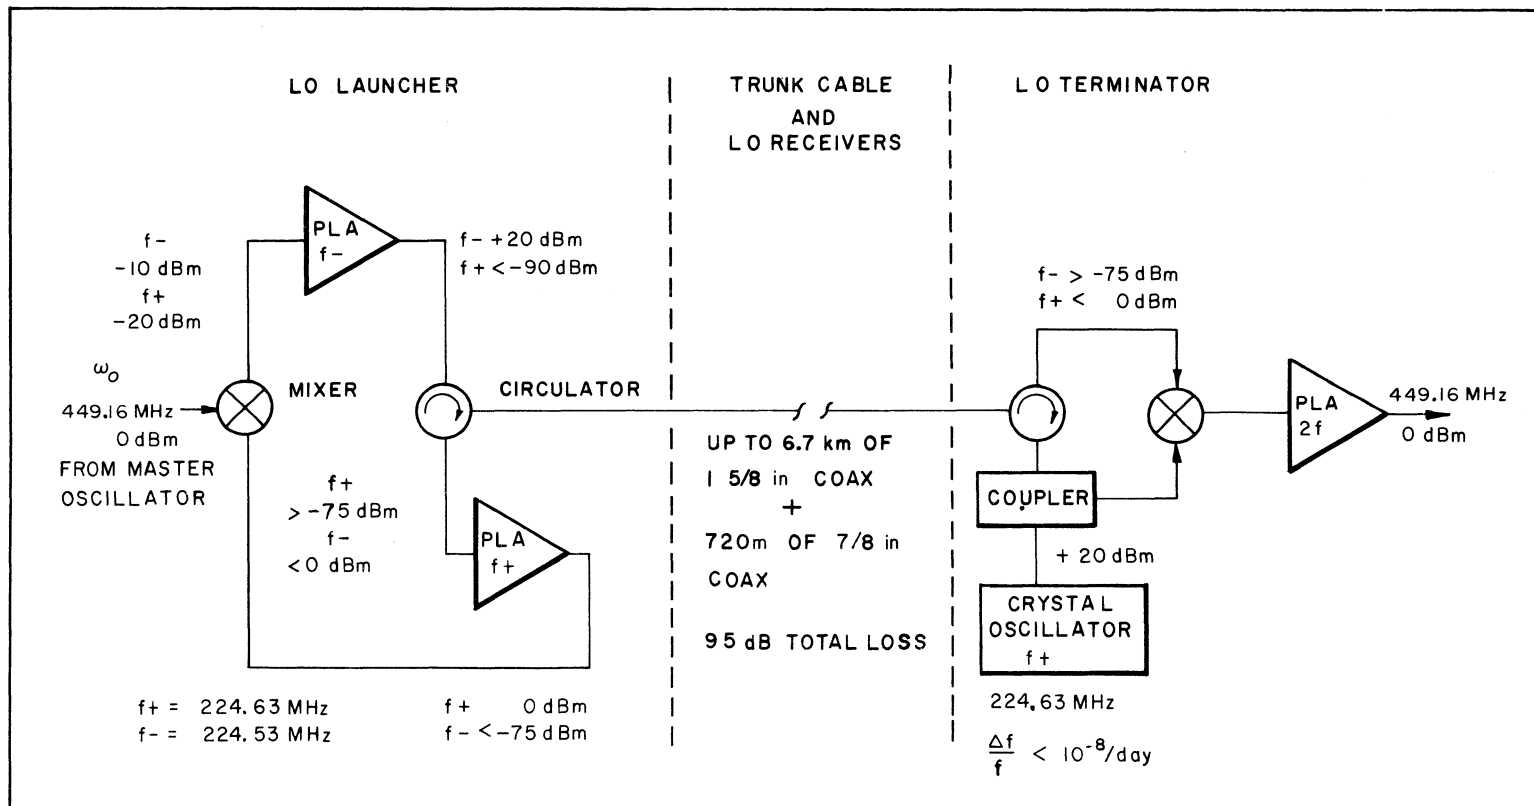 LO LAUNCHER
TRUNK CABLE
AND
LO RECEIVERS
LO TERMINATOR
PLA
f-
f-
-10 dBm
f+
-20 dBm
f- +20 dBm
f+ < -90 dBm
ω₀
449.16 MHz
0 dBm
FROM MASTER
OSCILLATOR
MIXER
CIRCULATOR
f+
> -75 dBm
f-
< 0 dBm
PLA
f+
UP TO 6.7 km OF
1 5/8 in COAX
+
720m OF 7/8 in
COAX
95 dB TOTAL LOSS
f- > -75 dBm
f+ < 0 dBm
PLA
2f
449.16 MHz
0 dBm
COUPLER
+ 20 dBm
CRYSTAL
OSCILLATOR
f+
224.63 MHz
Δf/f < 10⁻⁸/day
f+ = 224.63 MHz
f- = 224.53 MHz
f+ 0 dBm
f- < -75 dBm